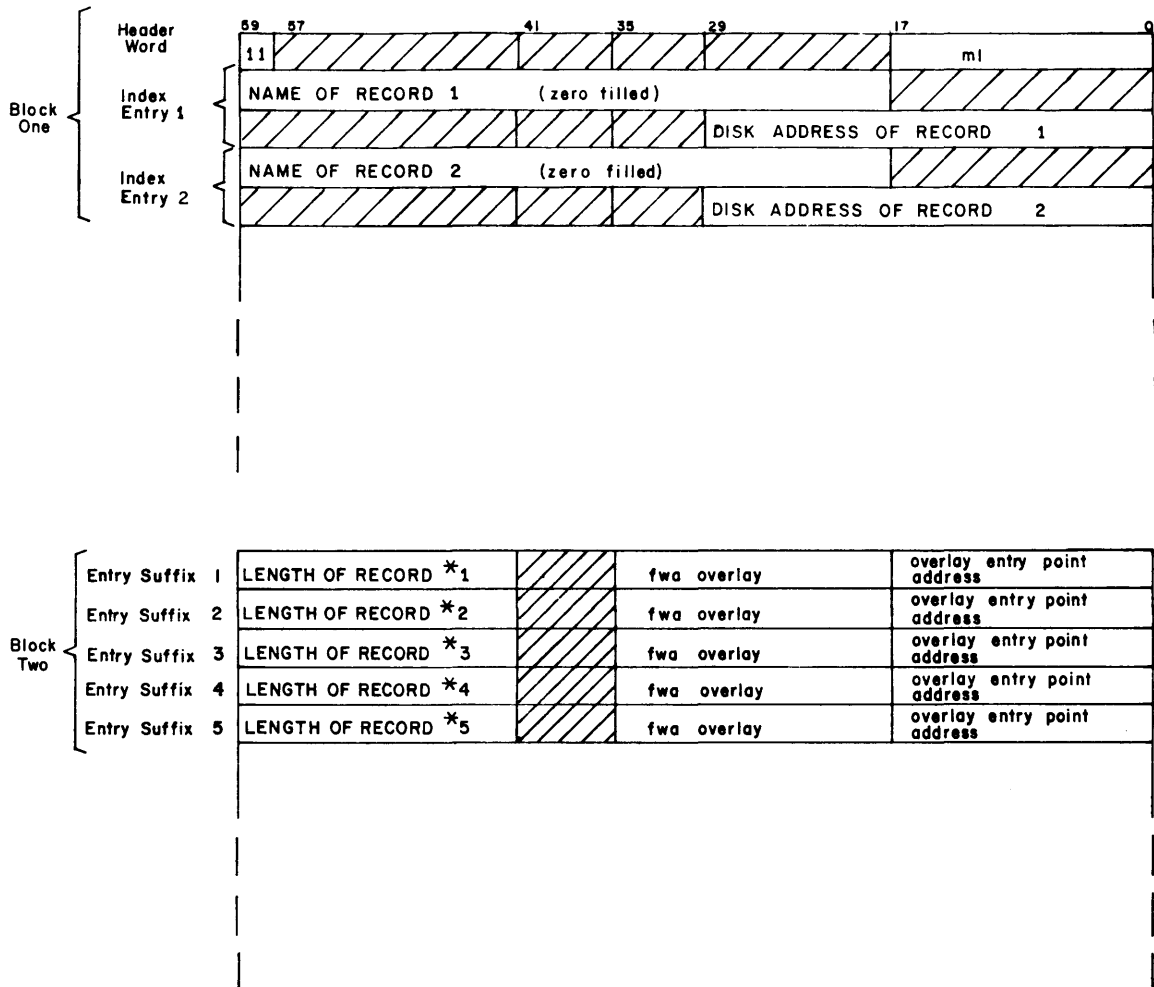 59 57 41 35 29 17 0
Header
Word
11 ml
Block
One
Index
Entry 1
NAME OF RECORD 1 (zero filled)
DISK ADDRESS OF RECORD 1
Index
Entry 2
NAME OF RECORD 2 (zero filled)
DISK ADDRESS OF RECORD 2
Block
Two
Entry Suffix 1 LENGTH OF RECORD *1 fwa overlay overlay entry point
address
Entry Suffix 2 LENGTH OF RECORD *2 fwa overlay overlay entry point
address
Entry Suffix 3 LENGTH OF RECORD *3 fwa overlay overlay entry point
address
Entry Suffix 4 LENGTH OF RECORD *4 fwa overlay overlay entry point
address
Entry Suffix 5 LENGTH OF RECORD *5 fwa overlay overlay entry point
address